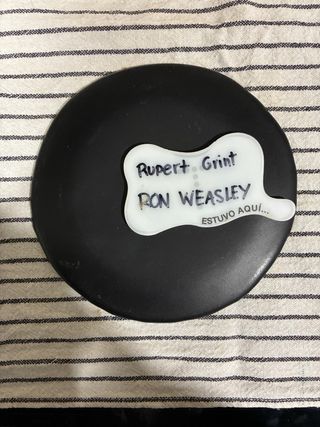 Rupert Grint
RON WEASLEY
ESTUVO AQUÍ...